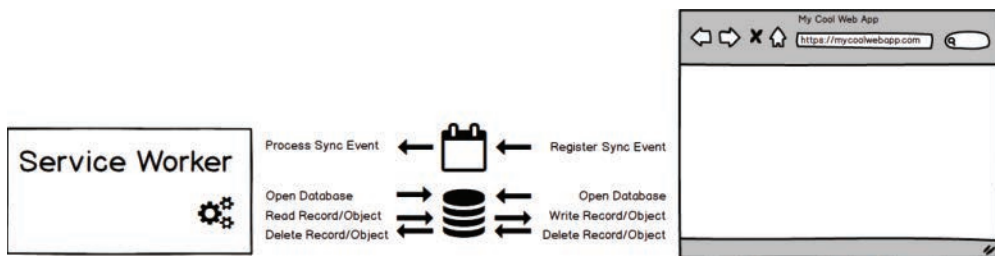 My Cool Web App
https://mycoolwebapp.com
Service Worker
Process Sync Event
Register Sync Event
Open Database
Open Database
Read Record/Object
Write Record/Object
Delete Record/Object
Delete Record/Object